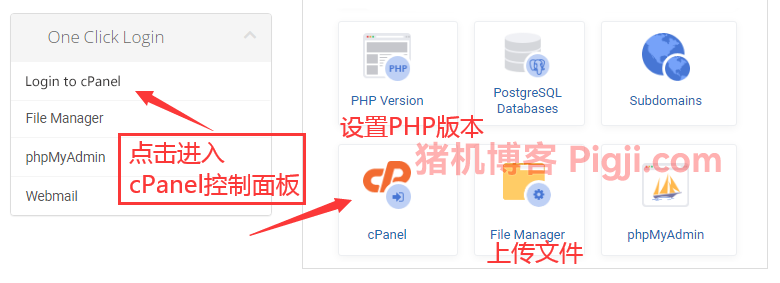 One Click Login
Login to cPanel
File Manager
phpMyAdmin
Webmail
点击进入
cPanel控制面板
PHP
PHP Version
PostgreSQL
Databases
Subdomains
设置PHP版本
猪机博客 Pigji.com
cP
cPanel
File Manager
phpMyAdmin
上传文件